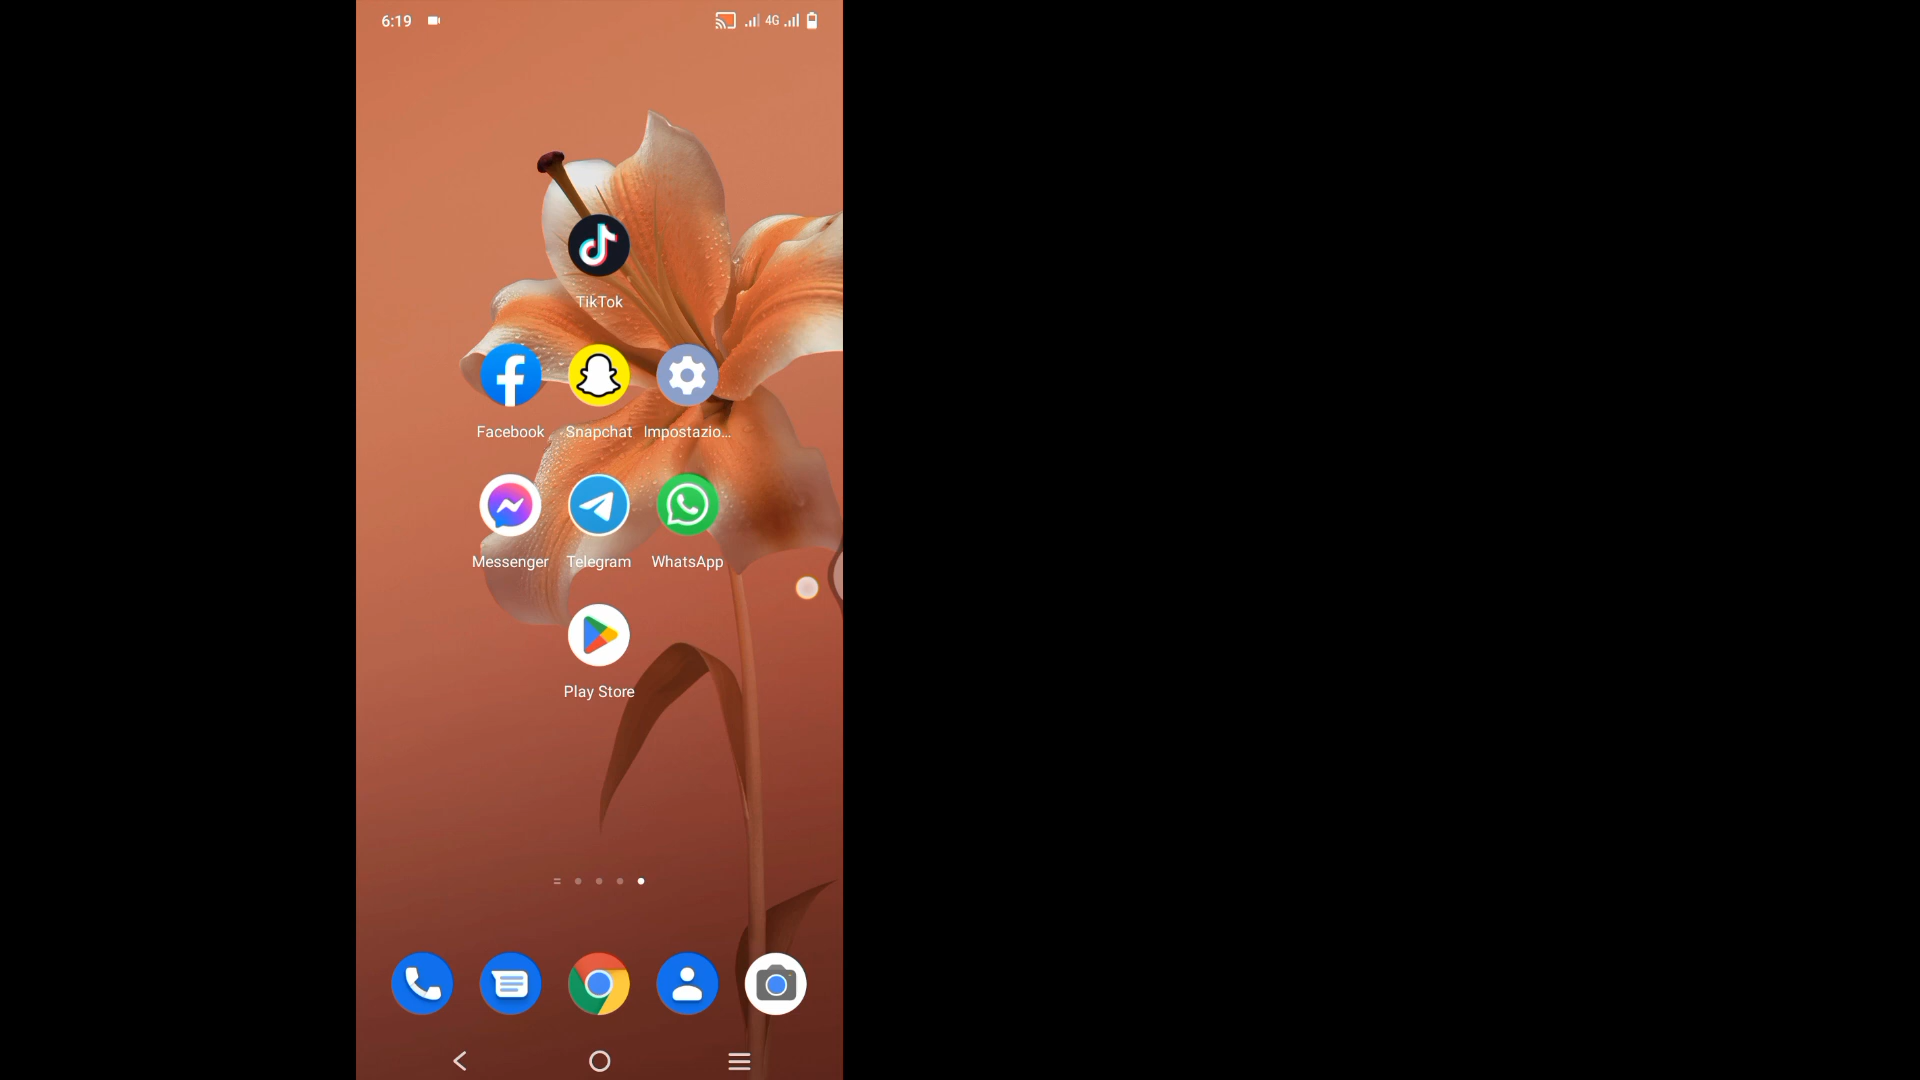 6:19
4G
TikTok
Facebook Snapchat Impostazio...
Messenger Telegram WhatsApp
Play Store